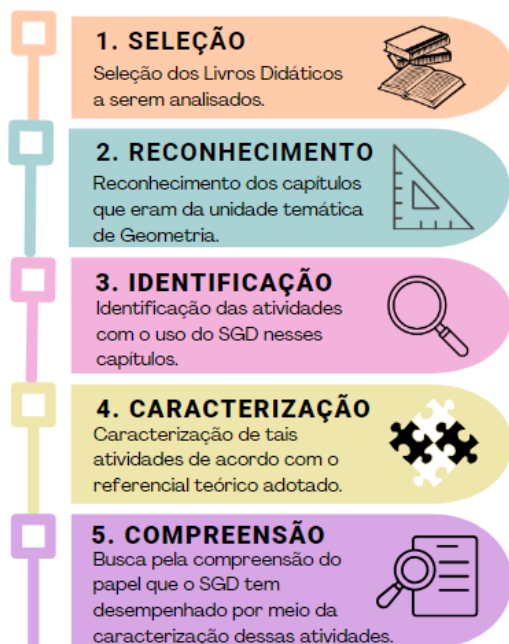 1. SELEÇÃO
Seleção dos Livros Didáticos
a serem analisados.
2. RECONHECIMENTO
Reconhecimento dos capítulos
que eram da unidade temática
de Geometria.
3. IDENTIFICAÇÃO
Identificação das atividades
com o uso do SGD nesses
capítulos.
4. CARACTERIZAÇÃO
Caracterização de tais
atividades de acordo com o
referencial teórico adotado.
5. COMPREENSÃO
Busca pela compreensão do
papel que o SGD tem
desempenhado por meio da
caracterização dessas atividades.